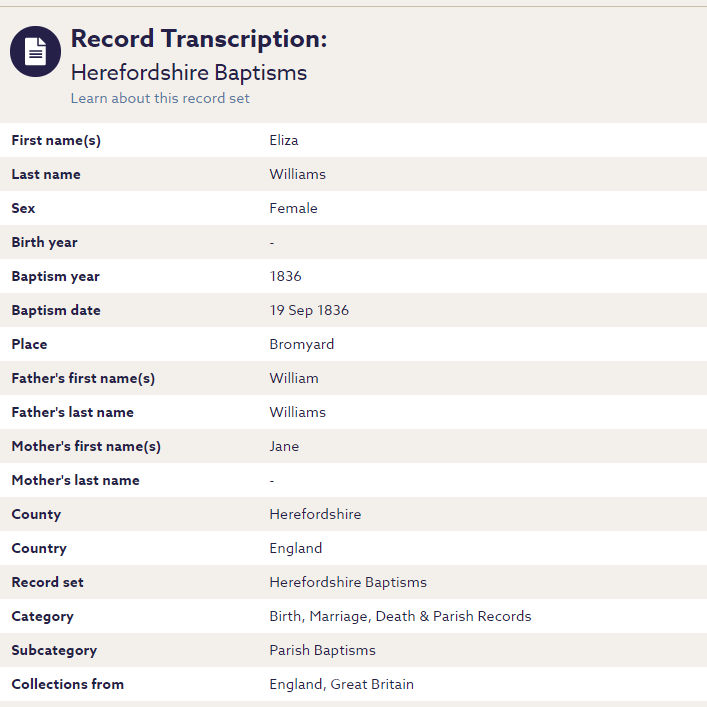 Record Transcription:
Herefordshire Baptisms
Learn about this record set
First name(s) Eliza
Last name Williams
Sex Female
Birth year -
Baptism year 1836
Baptism date 19 Sep 1836
Place Bromyard
Father's first name(s) William
Father's last name Williams
Mother's first name(s) Jane
Mother's last name -
County Herefordshire
Country England
Record set Herefordshire Baptisms
Category Birth, Marriage, Death & Parish Records
Subcategory Parish Baptisms
Collections from England, Great Britain